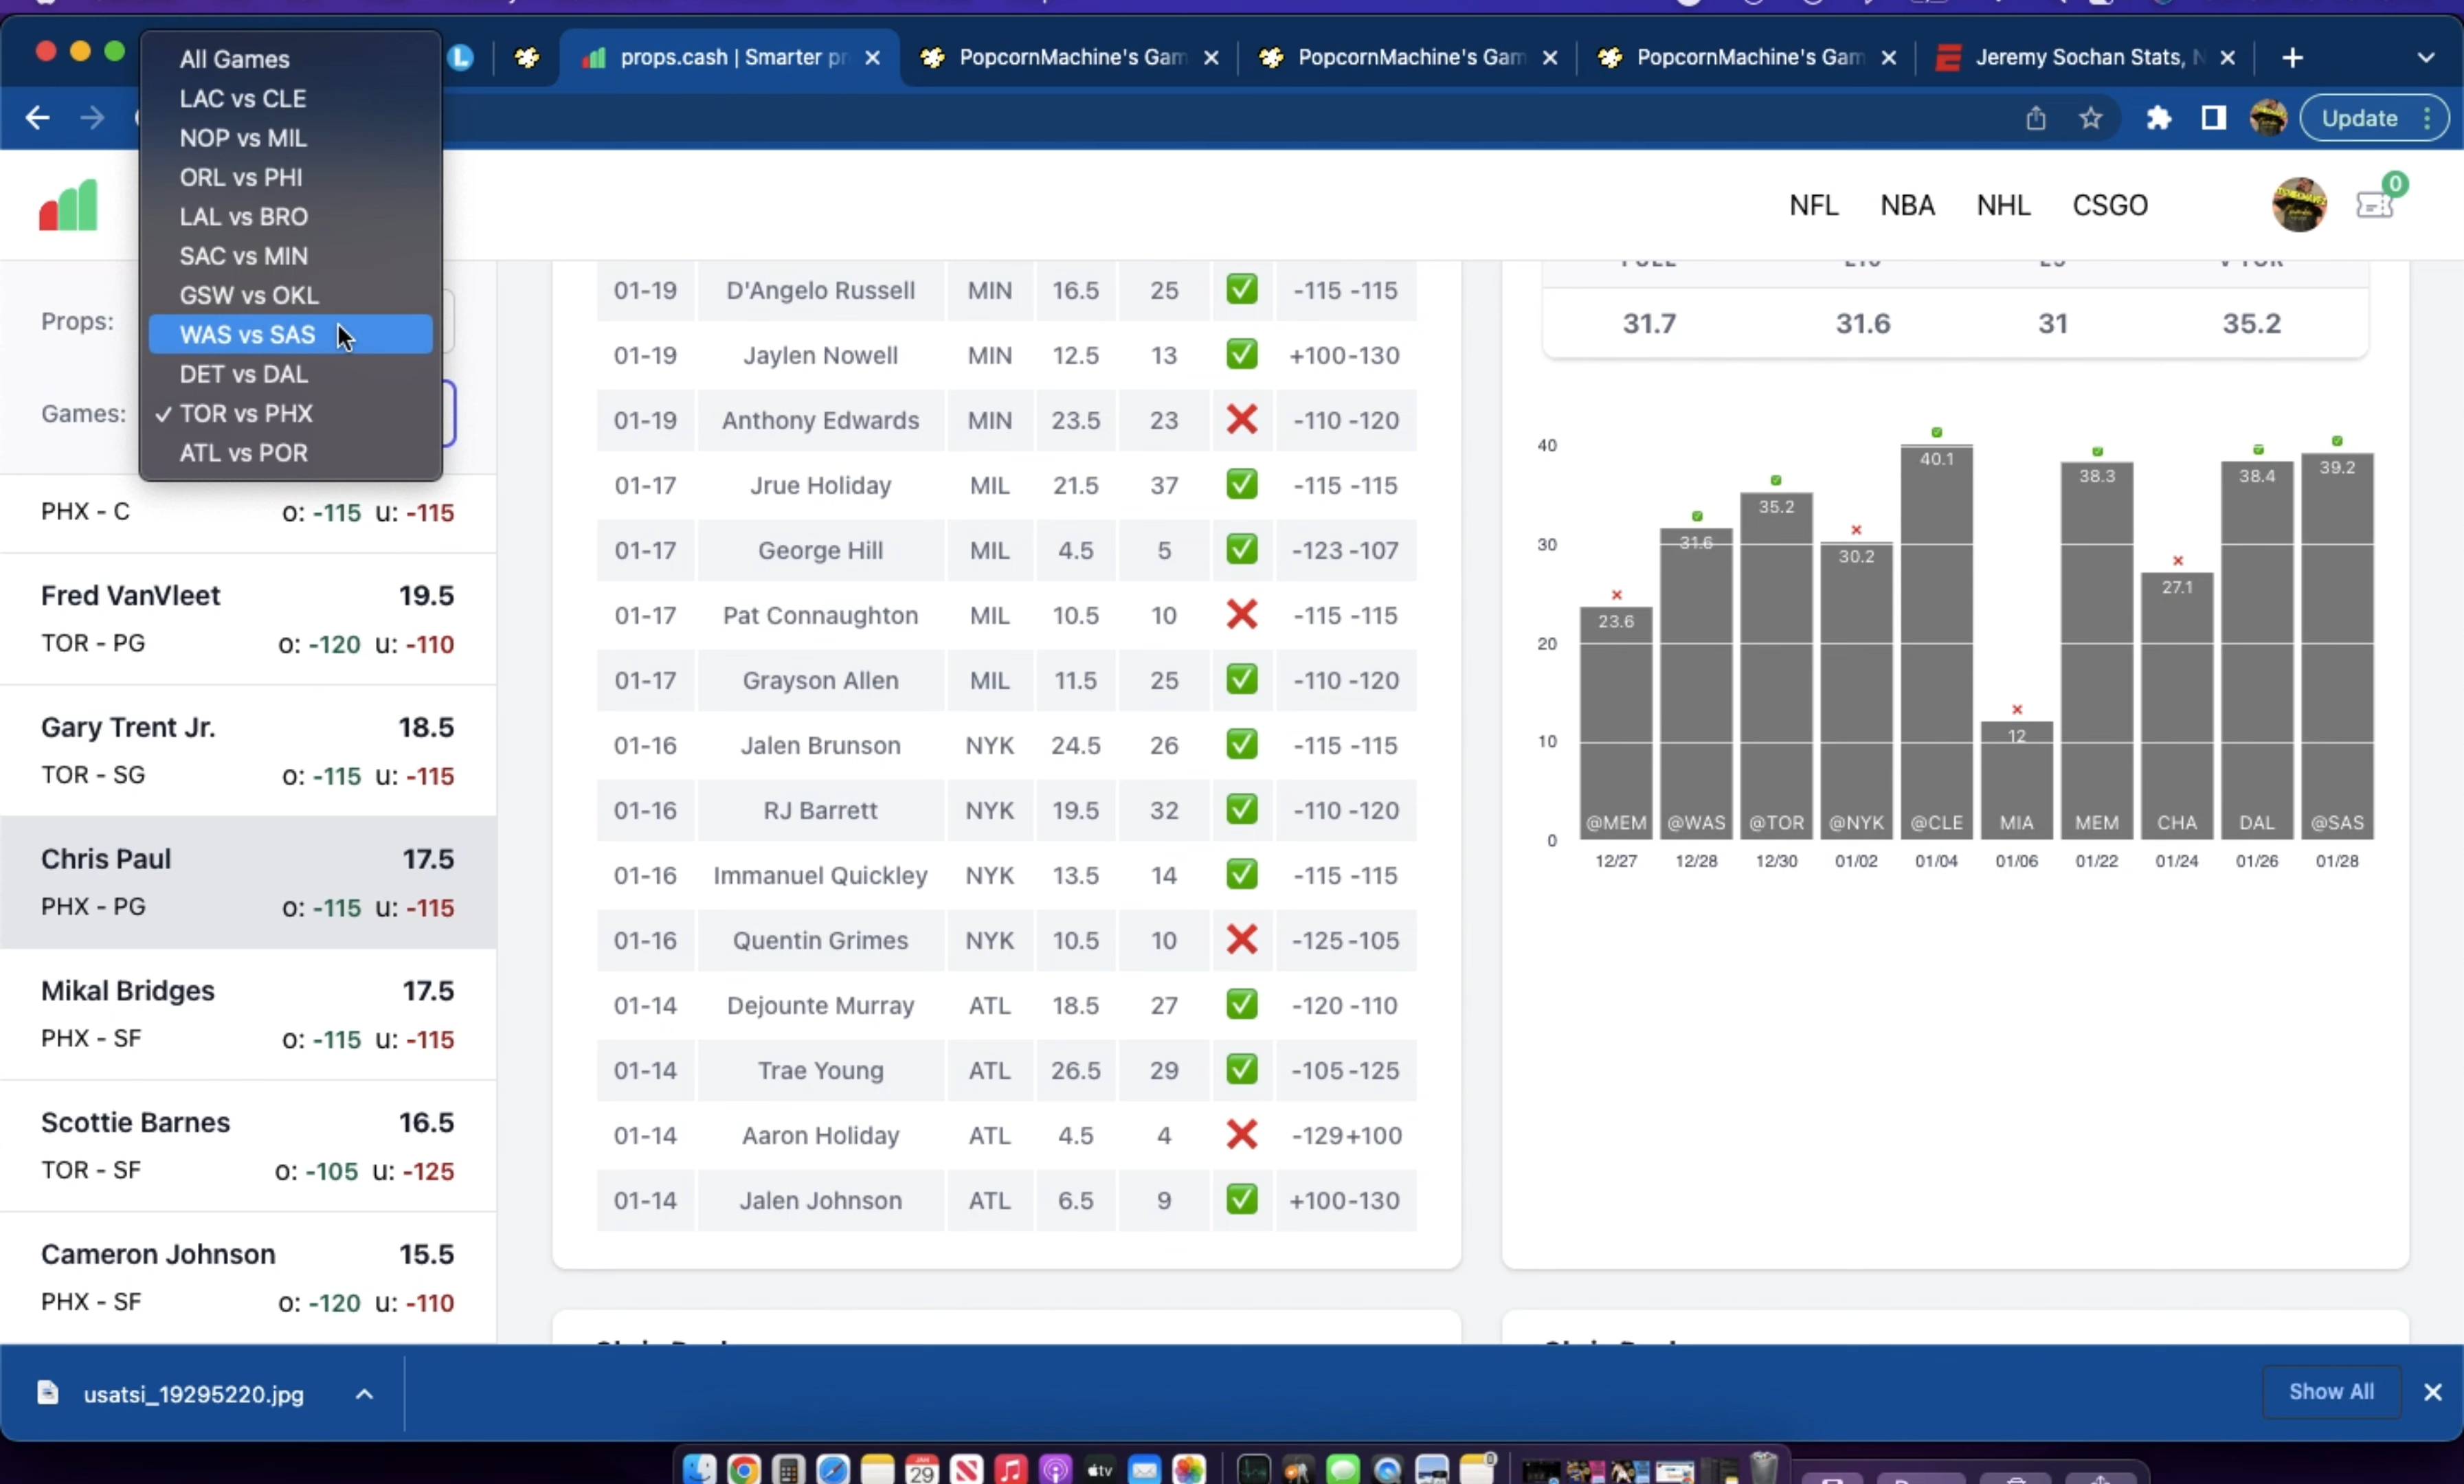 props.cash | Smarter pr
PopcornMachine's Gam
PopcornMachine's Gam
PopcornMachine's Gam
Jeremy Sochan Stats, N
Update
All Games
LAC vs CLE
NOP vs MIL
ORL vs PHI
LAL vs BRO
SAC vs MIN
GSW vs OKL
WAS vs SAS
DET vs DAL
✓ TOR vs PHX
ATL vs POR
NFL NBA NHL CSGO
0
Props:
Games:
PHX - C o: -115 u: -115
Fred VanVleet 19.5
TOR - PG o: -120 u: -110
Gary Trent Jr. 18.5
TOR - SG o: -115 u: -115
Chris Paul 17.5
PHX - PG o: -115 u: -115
Mikal Bridges 17.5
PHX - SF o: -115 u: -115
Scottie Barnes 16.5
TOR - SF o: -105 u: -125
Cameron Johnson 15.5
PHX - SF o: -120 u: -110
01-19 D'Angelo Russell MIN 16.5 25 ✅ -115 -115
01-19 Jaylen Nowell MIN 12.5 13 ✅ +100 -130
01-19 Anthony Edwards MIN 23.5 23 ❌ -110 -120
01-17 Jrue Holiday MIL 21.5 37 ✅ -115 -115
01-17 George Hill MIL 4.5 5 ✅ -123 -107
01-17 Pat Connaughton MIL 10.5 10 ❌ -115 -115
01-17 Grayson Allen MIL 11.5 25 ✅ -110 -120
01-16 Jalen Brunson NYK 24.5 26 ✅ -115 -115
01-16 RJ Barrett NYK 19.5 32 ✅ -110 -120
01-16 Immanuel Quickley NYK 13.5 14 ✅ -115 -115
01-16 Quentin Grimes NYK 10.5 10 ❌ -125 -105
01-14 Dejounte Murray ATL 18.5 27 ✅ -120 -110
01-14 Trae Young ATL 26.5 29 ✅ -105 -125
01-14 Aaron Holiday ATL 4.5 4 ❌ -129 +100
01-14 Jalen Johnson ATL 6.5 9 ✅ +100 -130
31.7 31.6 31 35.2
40
30
20
10
0
23.6 31.6 35.2 30.2 40.1 12 38.3 27.1 38.4 39.2
@MEM @WAS @TOR @NYK @CLE MIA MEM CHA DAL @SAS
12/27 12/28 12/30 01/02 01/04 01/06 01/22 01/24 01/26 01/28
usatsi_19295220.jpg
Show All
JAN
29
tv